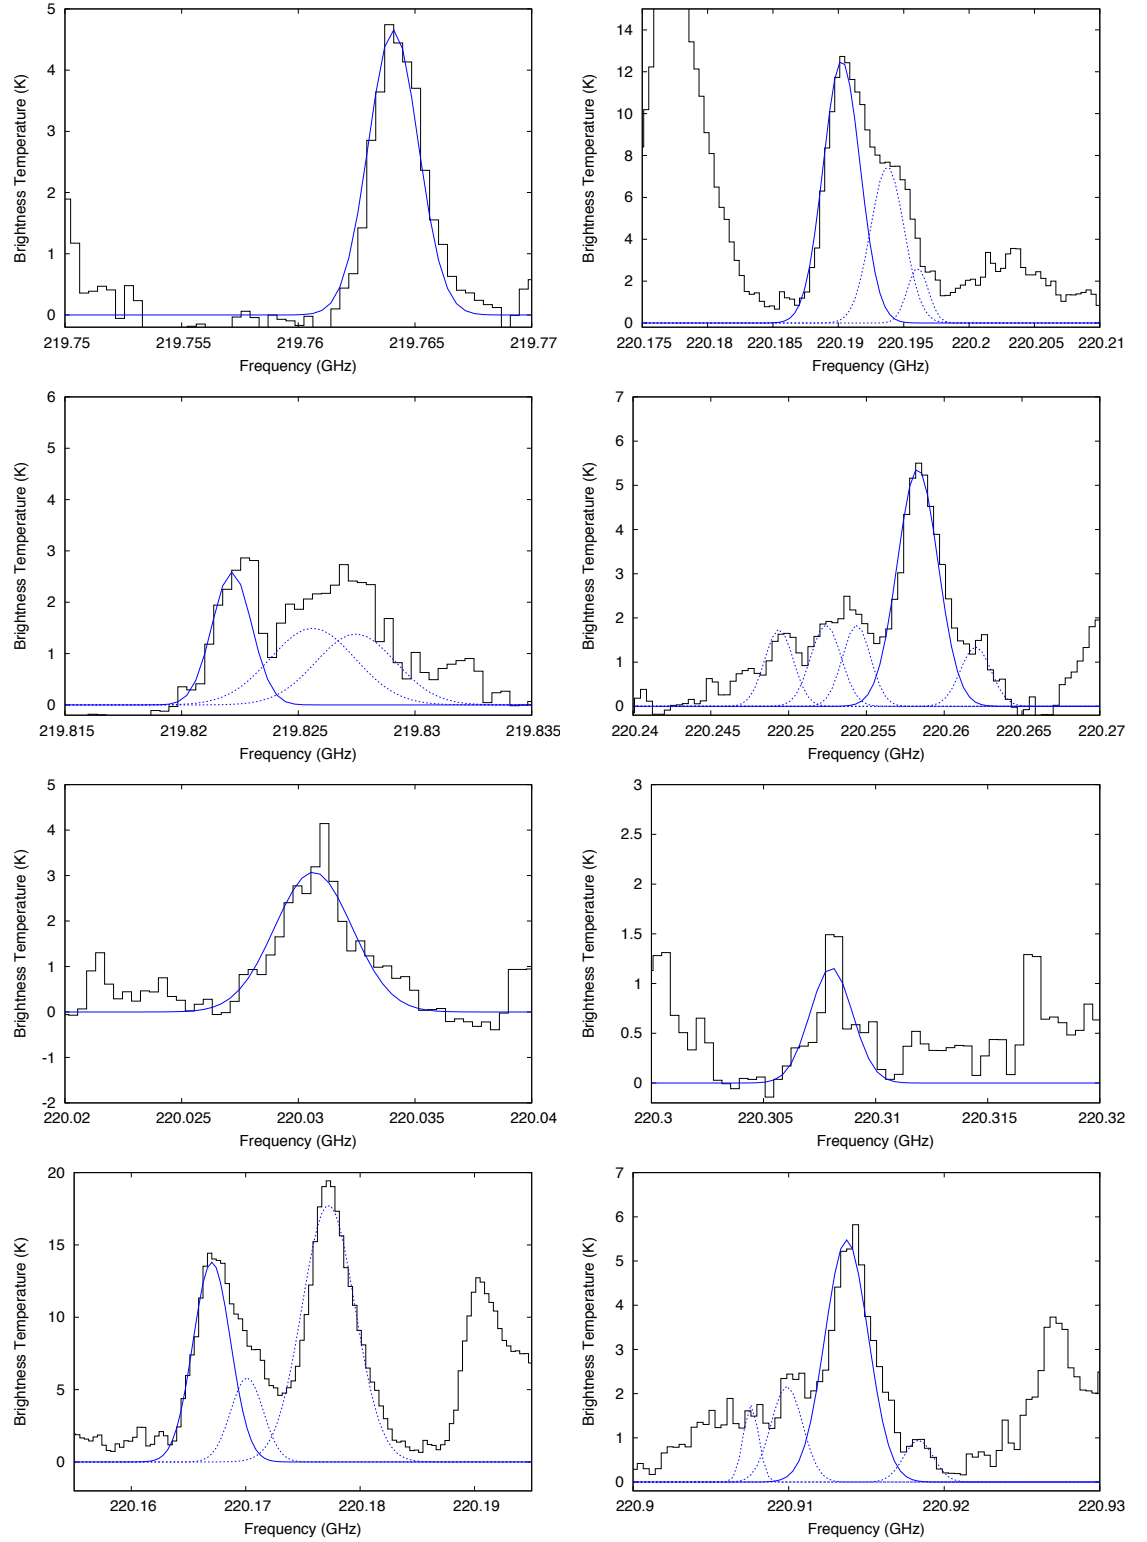 5
4
3
2
1
0
219.75 219.755 219.76 219.765 219.77
Brightness Temperature (K)
Frequency (GHz)
14
12
10
8
6
4
2
0
220.175 220.18 220.185 220.19 220.195 220.2 220.205 220.21
Brightness Temperature (K)
Frequency (GHz)
6
5
4
3
2
1
0
219.815 219.82 219.825 219.83 219.835
Brightness Temperature (K)
Frequency (GHz)
7
6
5
4
3
2
1
0
220.24 220.245 220.25 220.255 220.26 220.265 220.27
Brightness Temperature (K)
Frequency (GHz)
5
4
3
2
1
0
-1
-2
220.02 220.025 220.03 220.035 220.04
Brightness Temperature (K)
Frequency (GHz)
3
2.5
2
1.5
1
0.5
0
220.3 220.305 220.31 220.315 220.32
Brightness Temperature (K)
Frequency (GHz)
20
15
10
5
0
220.16 220.17 220.18 220.19
Brightness Temperature (K)
Frequency (GHz)
7
6
5
4
3
2
1
0
220.9 220.91 220.92 220.93
Brightness Temperature (K)
Frequency (GHz)